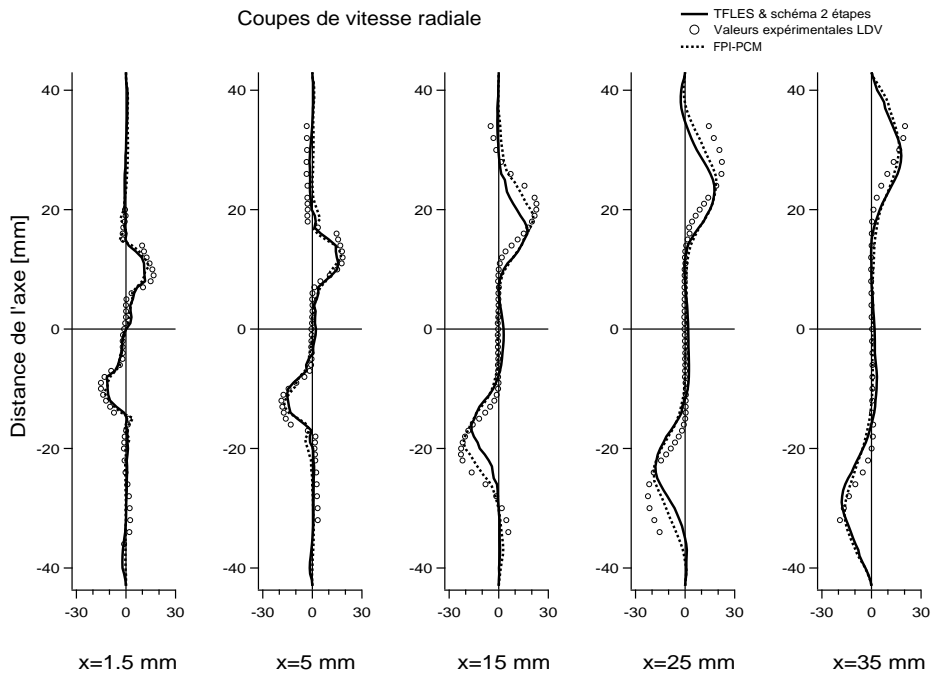 Coupes de vitesse radiale
TFLES & schéma 2 étapes
Valeurs expérimentales LDV
FPI-PCM
Distance de l'axe [mm]
40
20
0
-20
-40
-30 0 30
x=1.5 mm
40
20
0
-20
-40
-30 0 30
x=5 mm
40
20
0
-20
-40
-30 0 30
x=15 mm
40
20
0
-20
-40
-30 0 30
x=25 mm
40
20
0
-20
-40
-30 0 30
x=35 mm